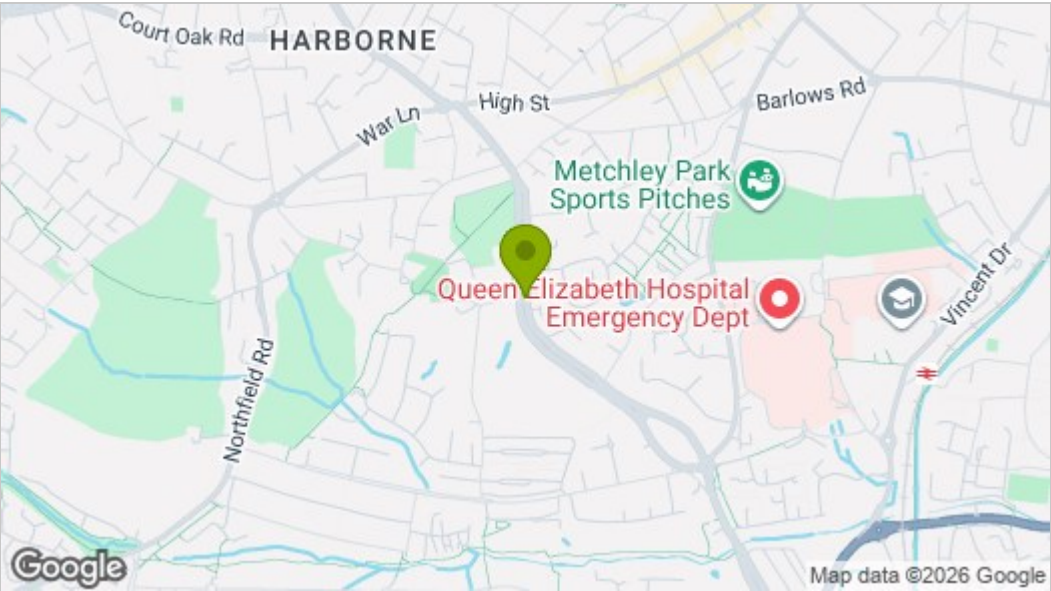 Court Oak Rd
HARBORNE
War Ln
High St
Barlows Rd
Metchley Park
Sports Pitches
Queen Elizabeth Hospital
Emergency Dept
Vincent Dr
Northfield Rd
Google
Map data ©2026 Google